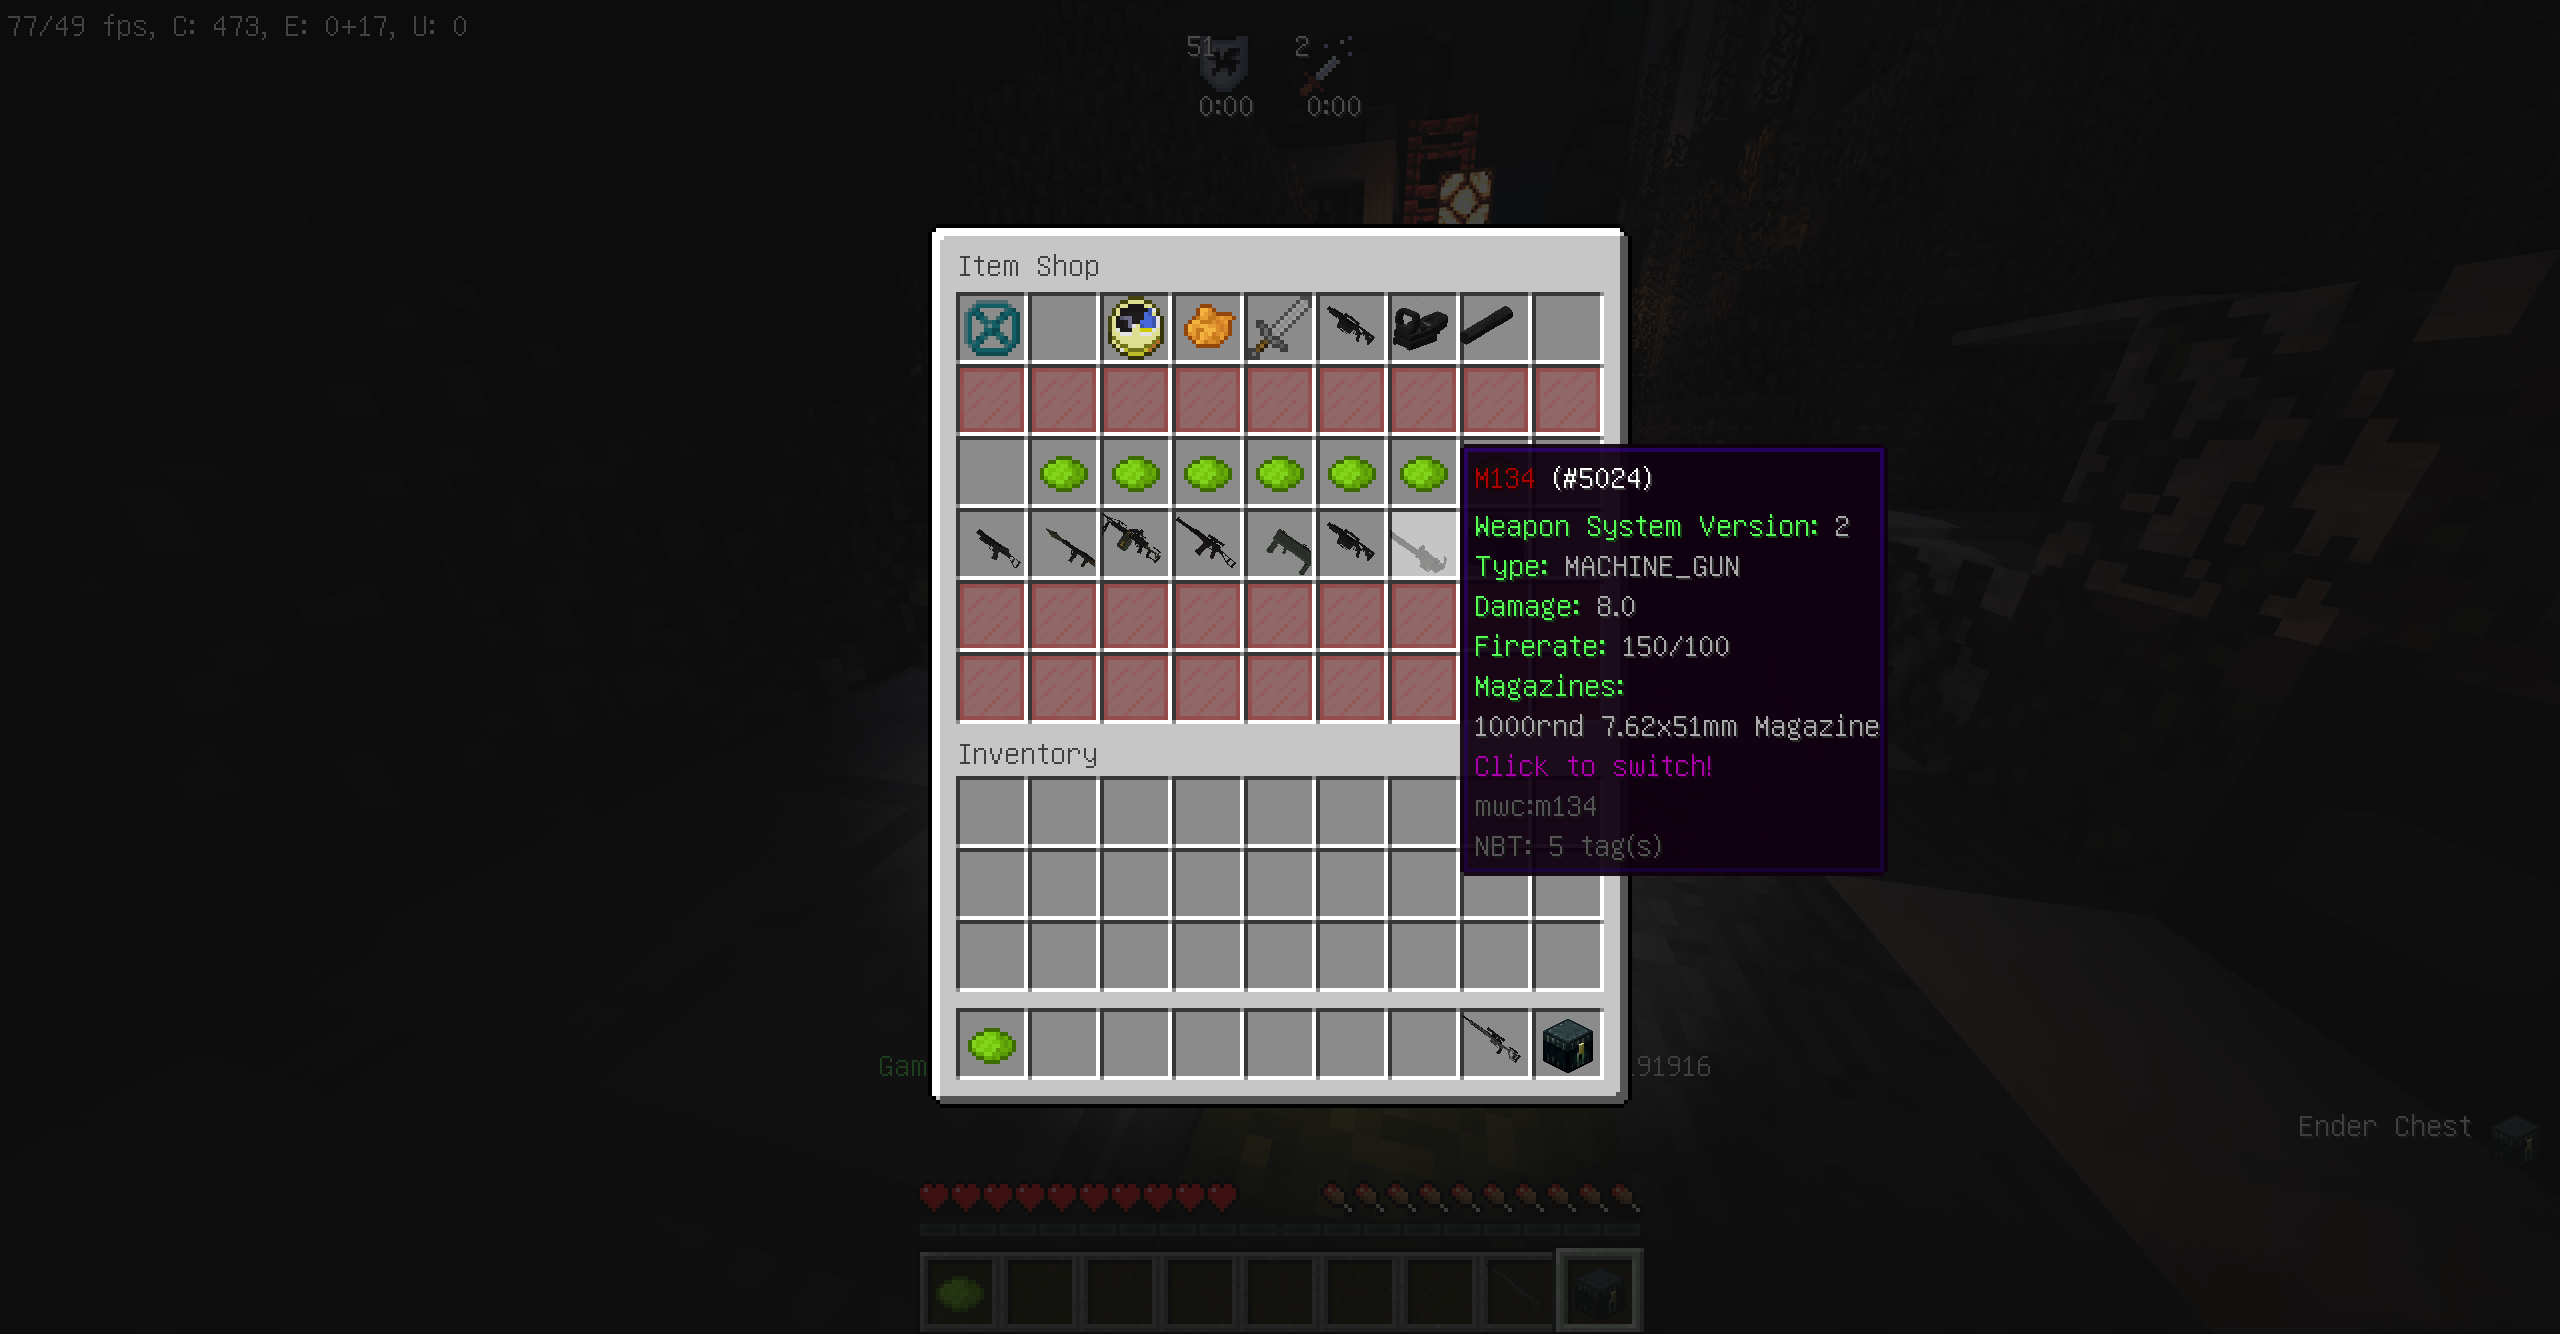 77/49 fps, C: 473, E: 0+17, U: 0
51
2
0:00
0:00
Item Shop
M134 (#5024)
Weapon System Version: 2
Type: MACHINE_GUN
Damage: 8.0
Firerate: 150/100
Magazines:
1000rnd 7.62x51mm Magazine
Click to switch!
mwc:m134
NBT: 5 tag(s)
Inventory
Gam
.91916
Ender Chest